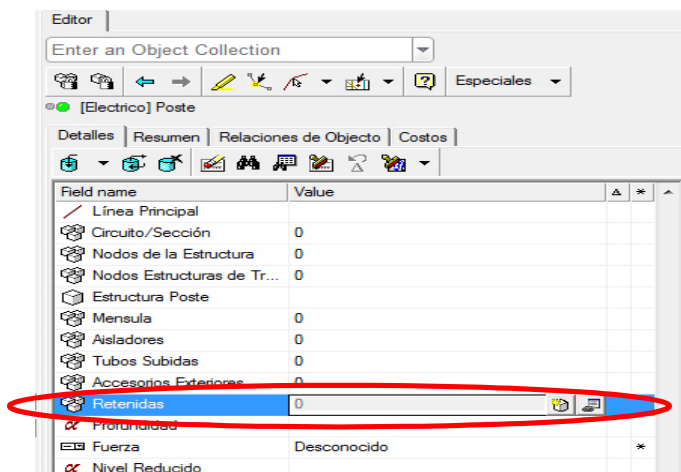 Editor
Enter an Object Collection
Especiales
[Electrico] Poste
Detalles Resumen Relaciones de Objecto Costos
Field name Value Δ *
Línea Principal
Circuito/Sección 0
Nodos de la Estructura 0
Nodos Estructuras de Tr... 0
Estructura Poste
Mensula 0
Aisladores 0
Tubos Subidas 0
Accesorios Exteriores 0
Retenidas 0
Profundidad
Fuerza Desconocido *
Nivel Reducido